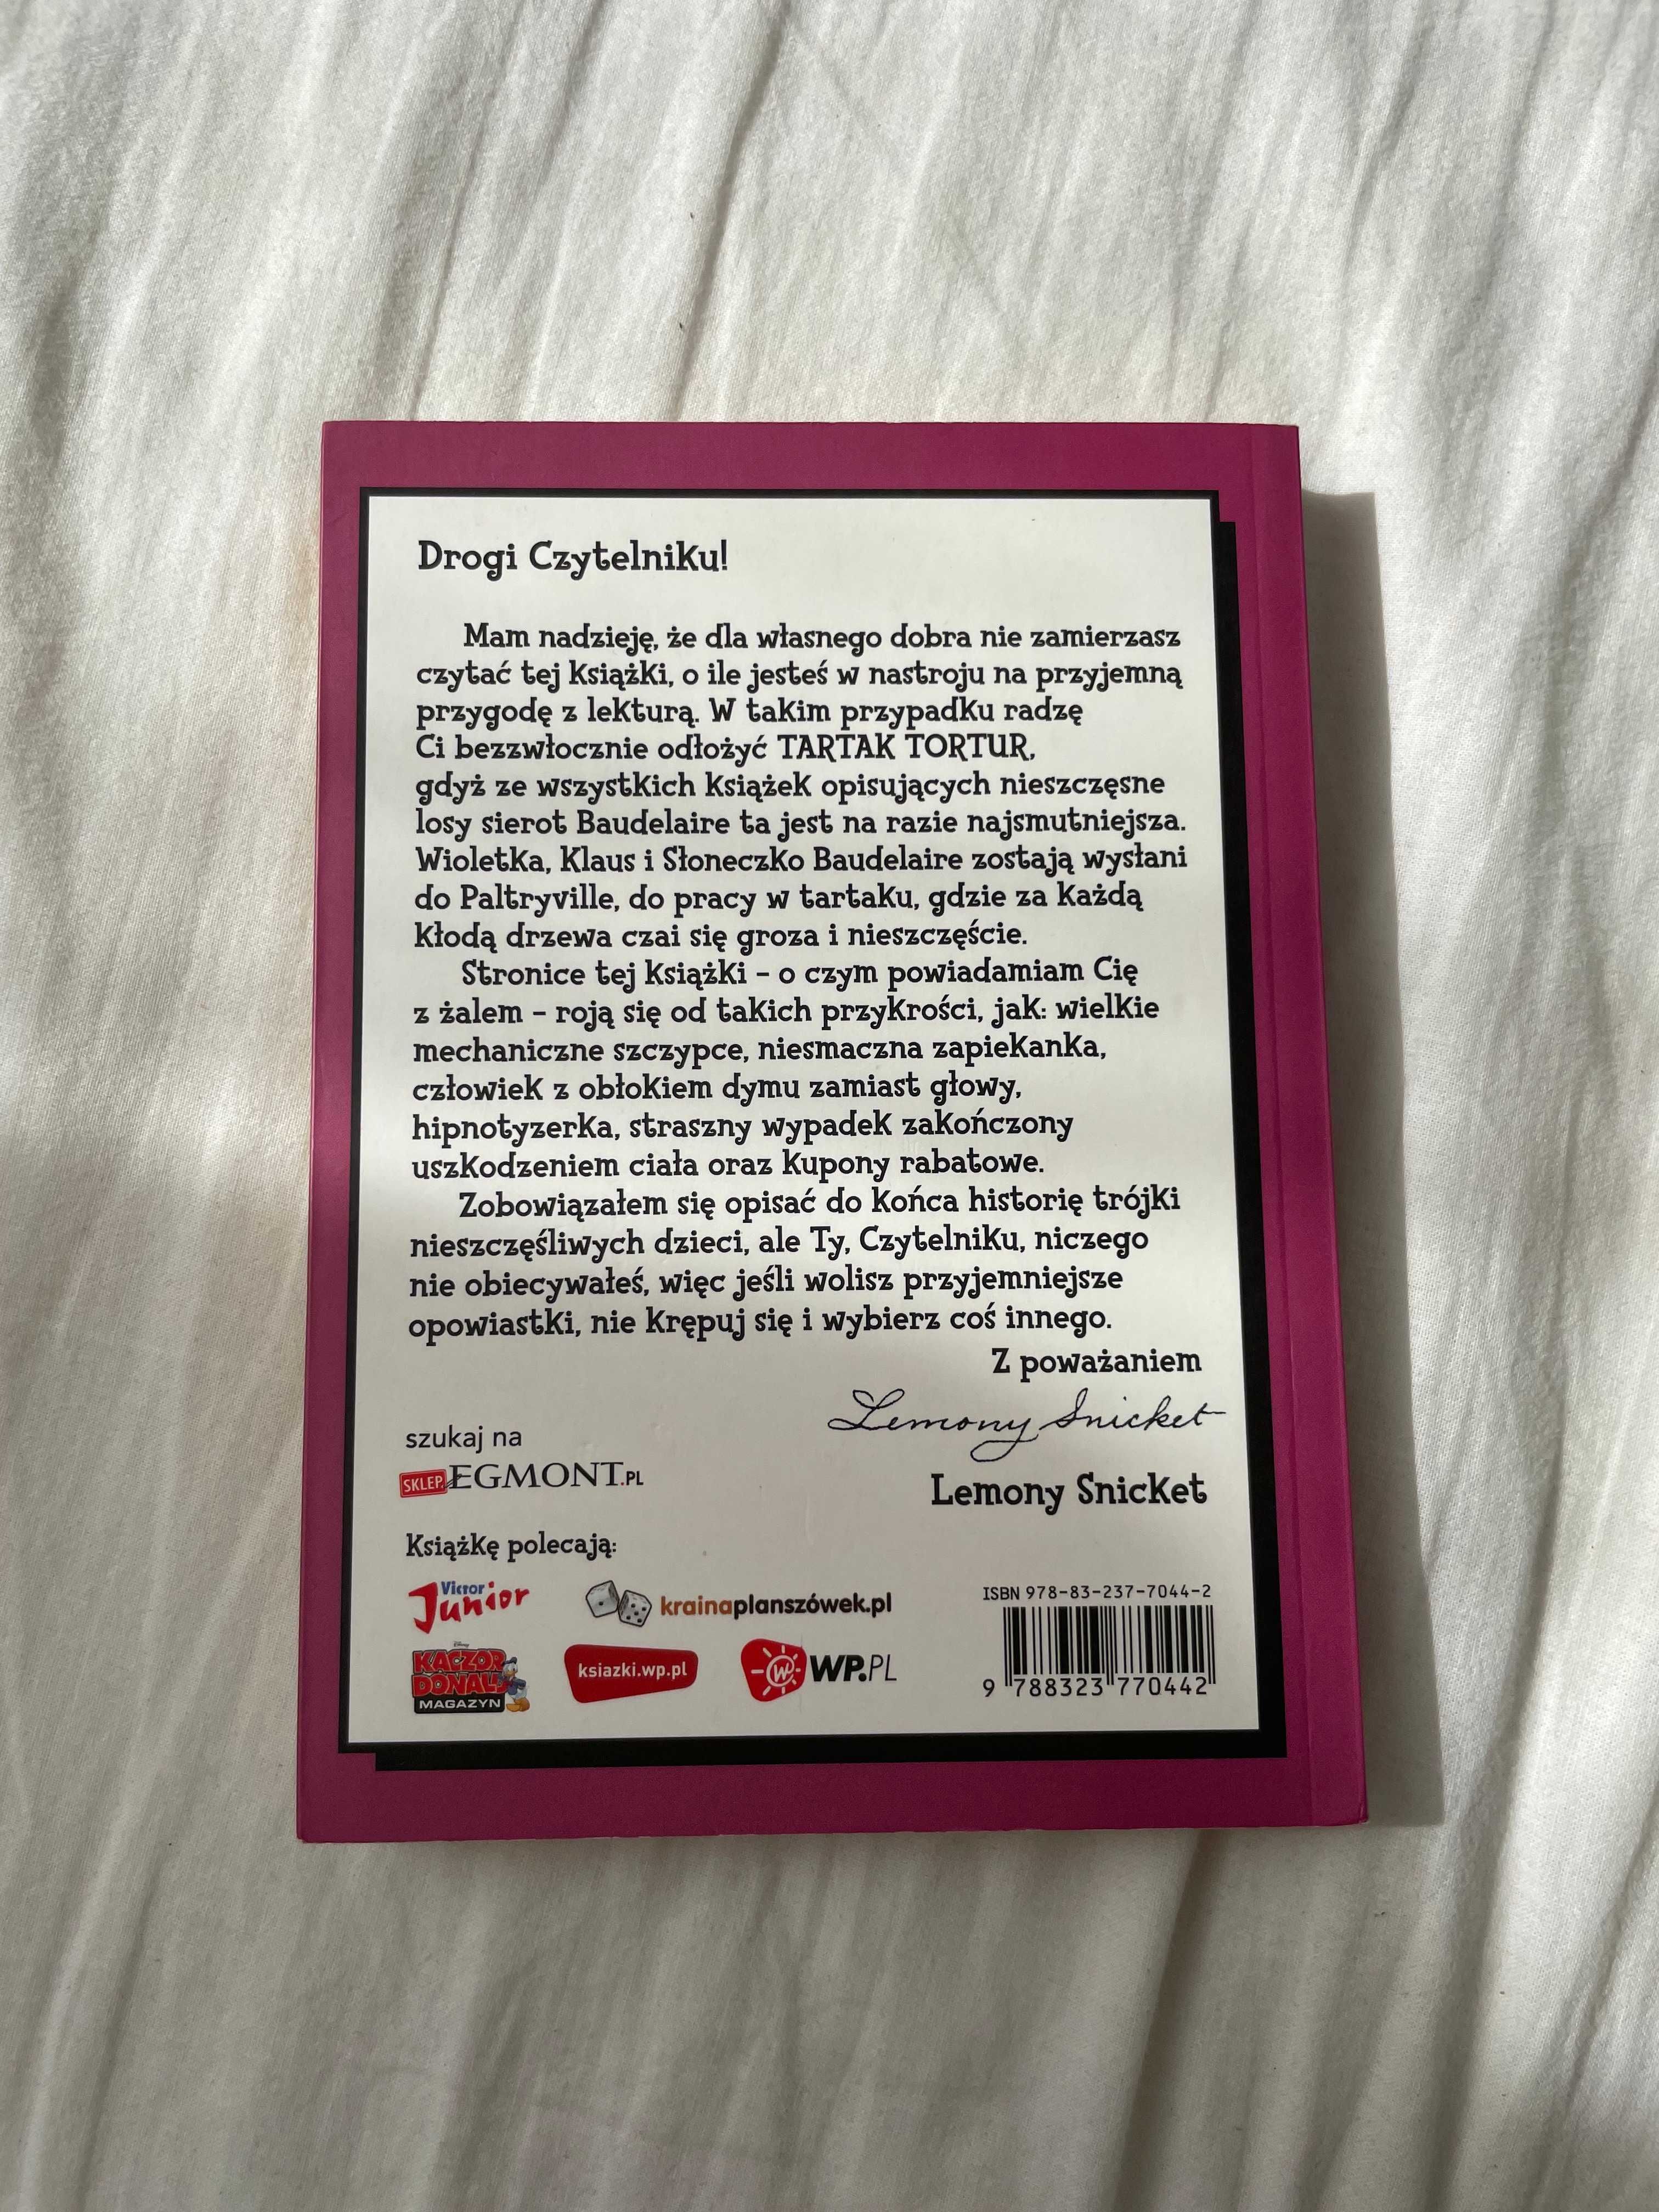 Drogi Czytelniku!
Mam nadzieję, że dla własnego dobra nie zamierzasz
czytać tej książki, o ile jesteś w nastroju na przyjemną
przygodę z lekturą. W takim przypadku radzę
Ci bezzwłocznie odłożyć TARTAK TORTUR,
gdyż ze wszystkich książek opisujących nieszczęsne
losy sierot Baudelaire ta jest na razie najsmutniejsza.
Wioletka, Klaus i Słoneczko Baudelaire zostają wysłani
do Paltryville, do pracy w tartaku, gdzie za każdą
kłodą drzewa czai się groza i nieszczęście.
Stronice tej książki – o czym powiadamiam Cię
z żalem – roją się od takich przykrości, jak: wielkie
mechaniczne szczypce, niesmaczna zapiekanka,
człowiek z obłokiem dymu zamiast głowy,
hipnotyzerka, straszny wypadek zakończony
uszkodzeniem ciała oraz kupony rabatowe.
Zobowiązałem się opisać do końca historię trójki
nieszczęśliwych dzieci, ale Ty, Czytelniku, niczego
nie obiecywałeś, więc jeśli wolisz przyjemniejsze
opowiastki, nie krępuj się i wybierz coś innego.
Z poważaniem
Lemony Snicket
Lemony Snicket
szukaj na
SKLEP.EGMONT.PL
Książkę polecają:
Victor Junior
krainaplanszówek.pl
Disney KACZOR DONALD MAGAZYN
ksiazki.wp.pl
WP.PL
ISBN 978-83-237-7044-2
9 788323 770442